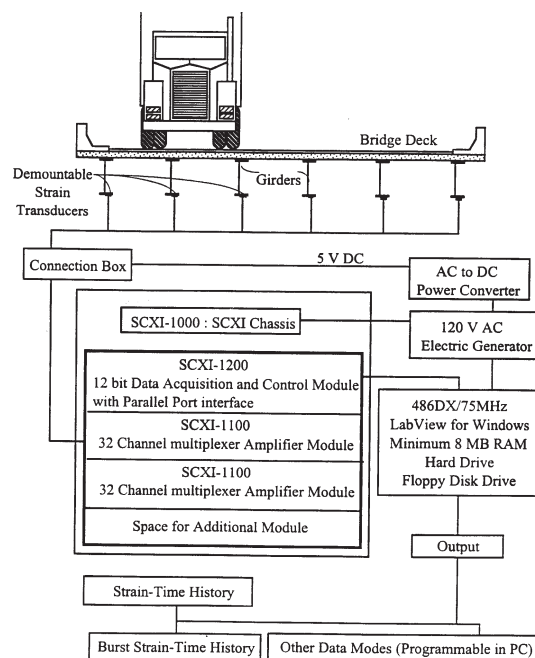 Bridge Deck
Demountable
Strain
Transducers
Girders
Connection Box
5 V DC
AC to DC
Power Converter
SCXI-1000 : SCXI Chassis
120 V AC
Electric Generator
SCXI-1200
12 bit Data Acquisition and Control Module
with Parallel Port interface
SCXI-1100
32 Channel multiplexer Amplifier Module
SCXI-1100
32 Channel multiplexer Amplifier Module
Space for Additional Module
486DX/75MHz
LabView for Windows
Minimum 8 MB RAM
Hard Drive
Floppy Disk Drive
Output
Strain-Time History
Burst Strain-Time History
Other Data Modes (Programmable in PC)